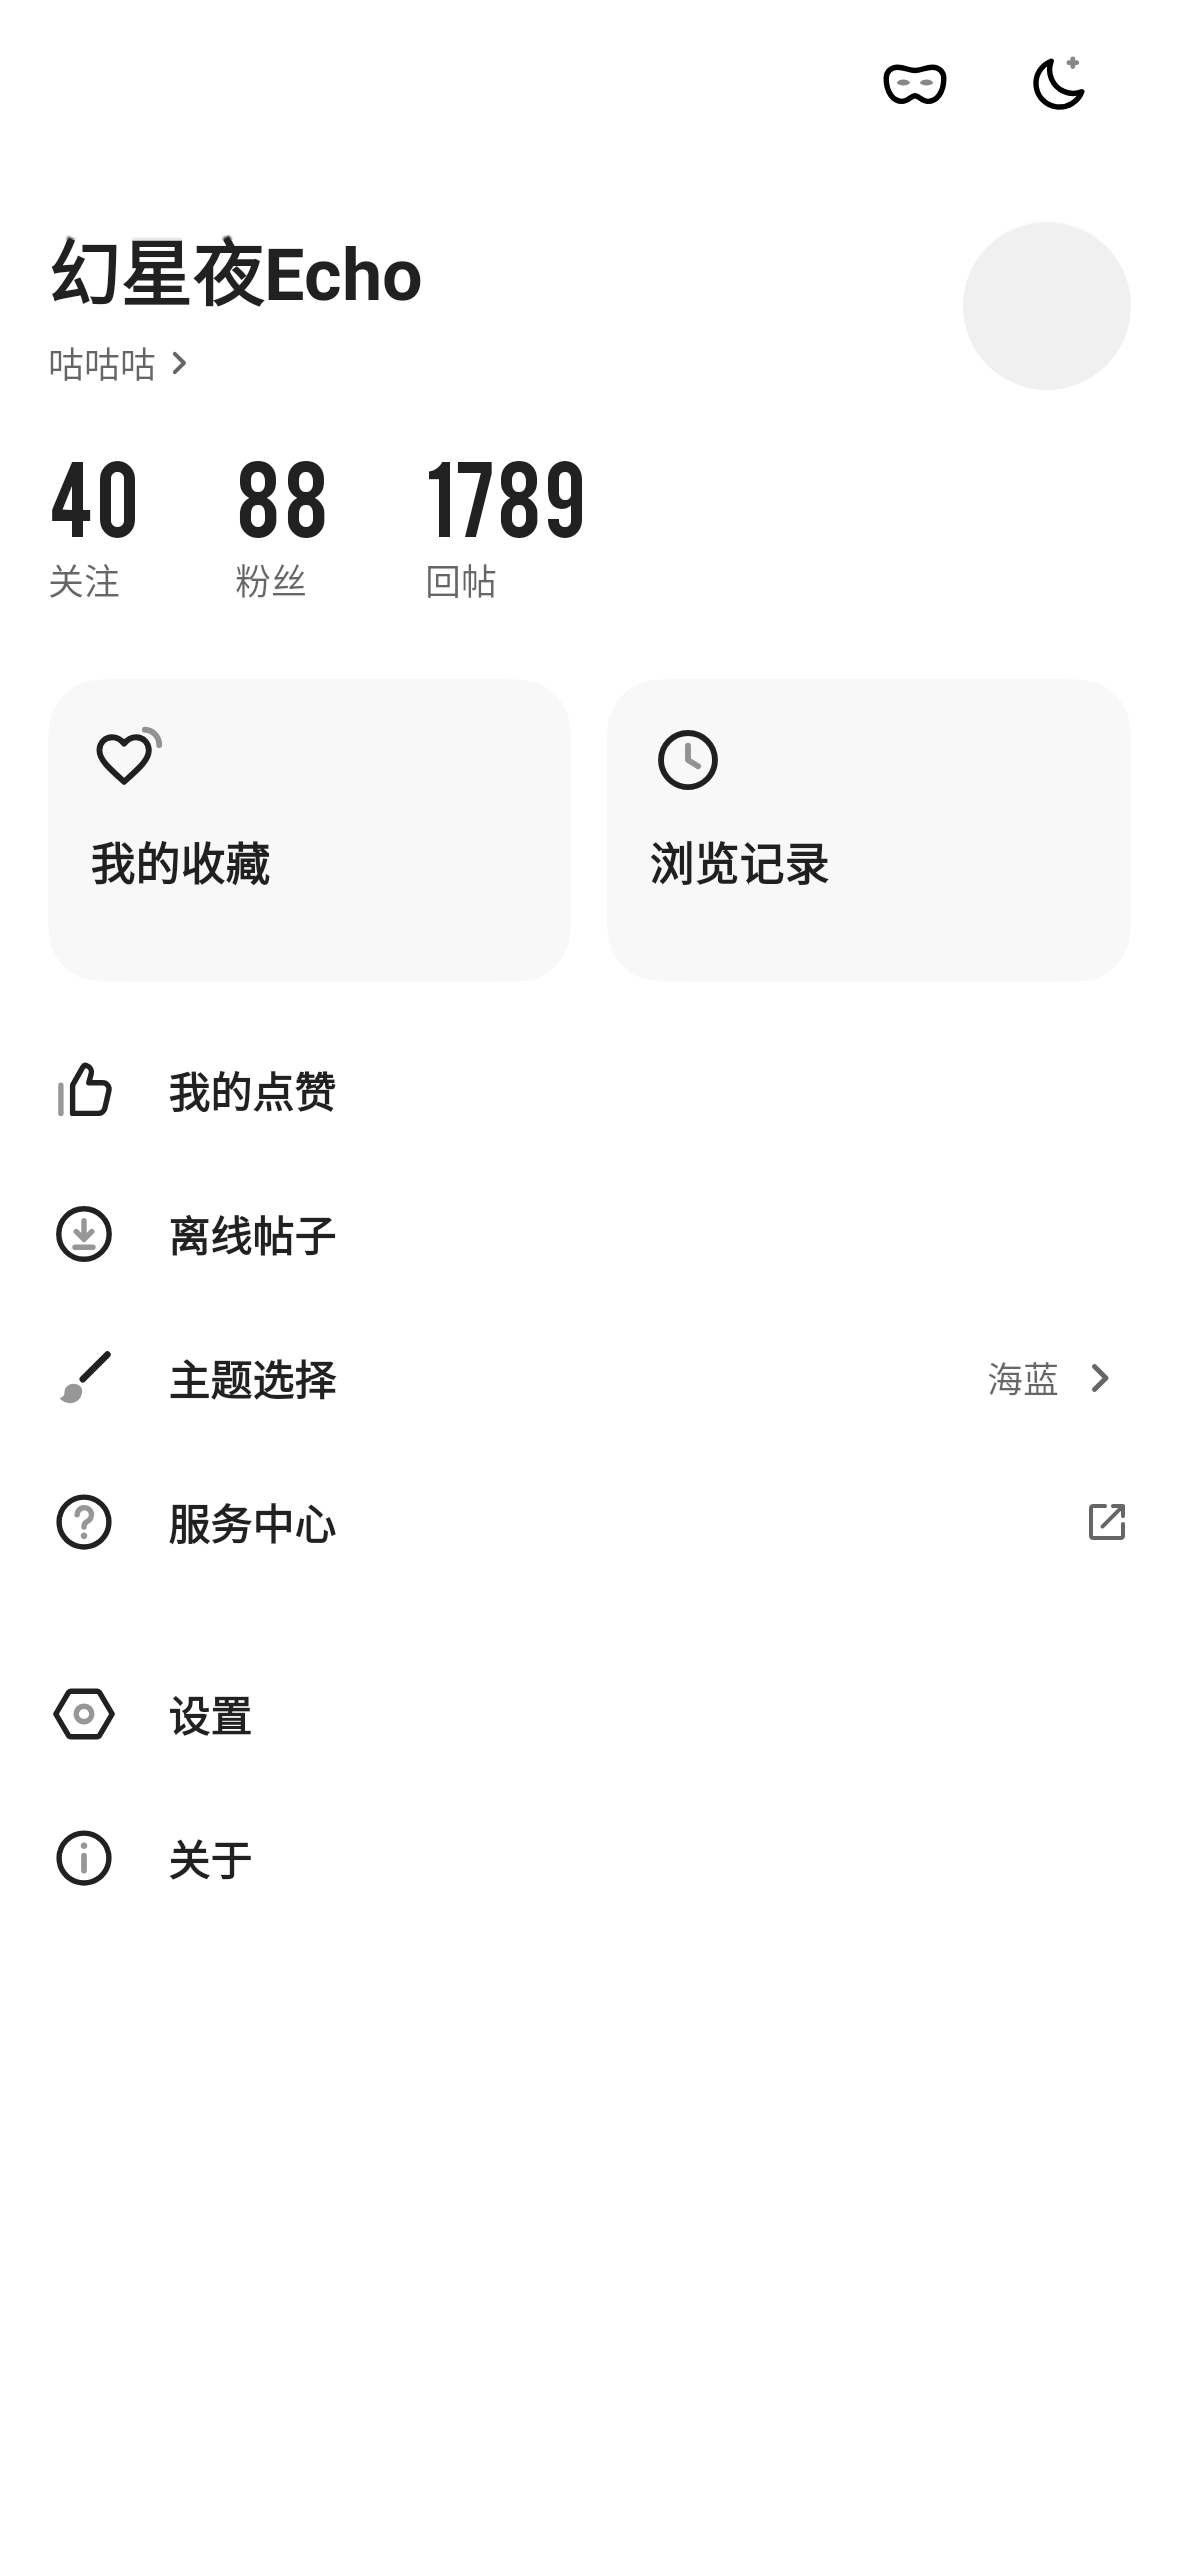 幻星夜Echo
咕咕咕
40 88 1789
关注 粉丝 回帖
我的收藏 浏览记录
我的点赞
离线帖子
主题选择 海蓝
服务中心
设置
关于